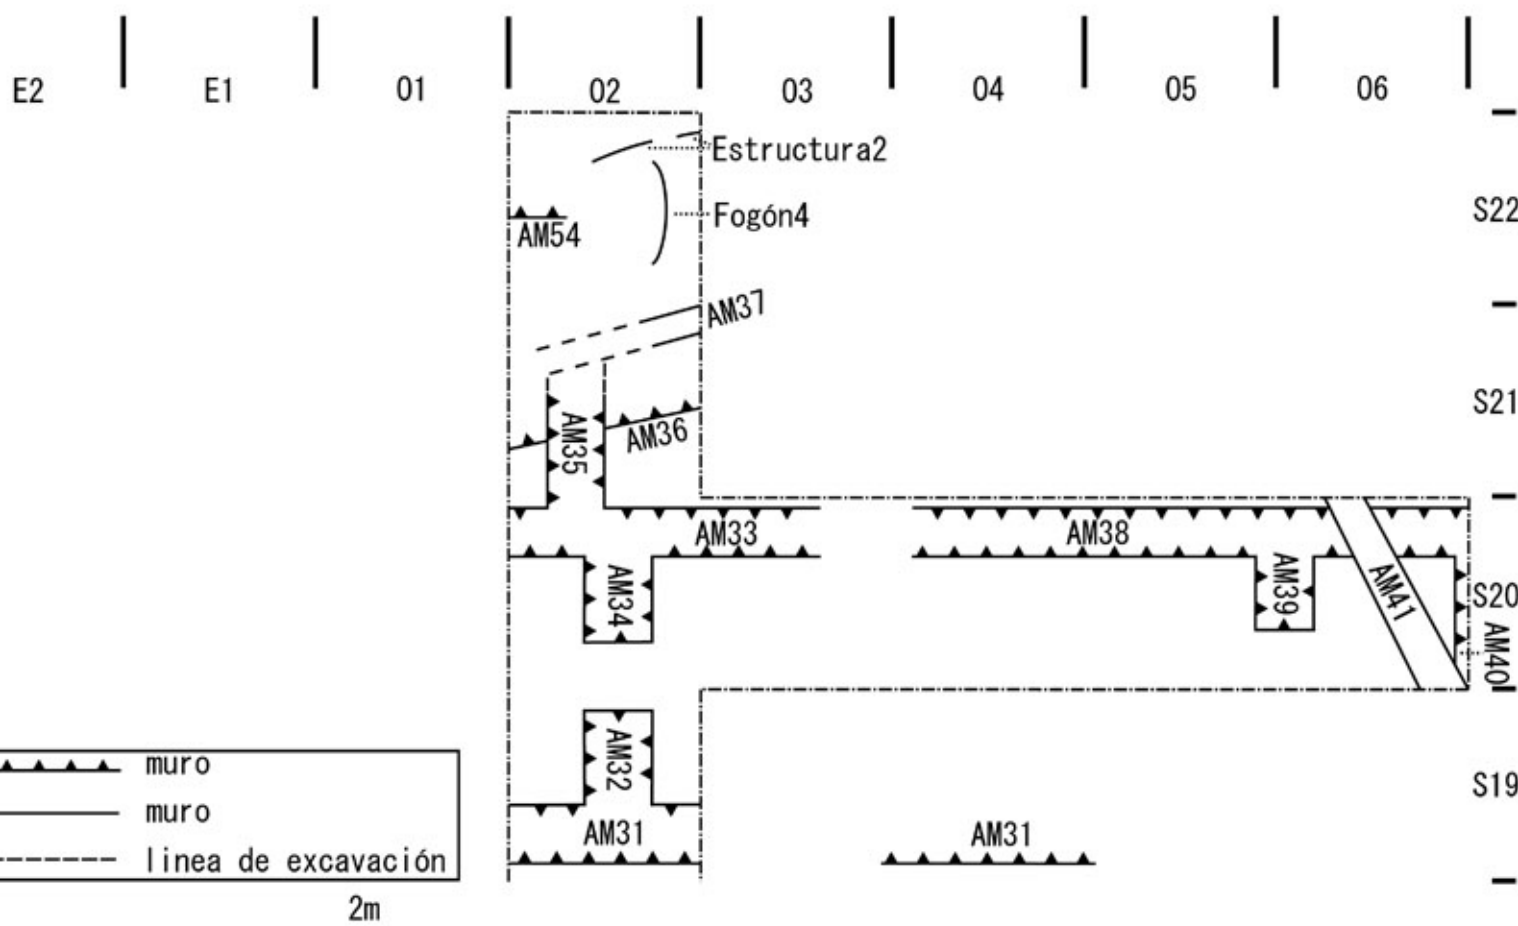 E2 E1 01 02 03 04 05 06
Estructura2
Fogón4
S22
AM54
AM37
S21
AM35
AM36
AM33
AM38
AM34
AM39
AM41
S20
AM40
AM32
S19
AM31
AM31
muro
muro
linea de excavación
2m